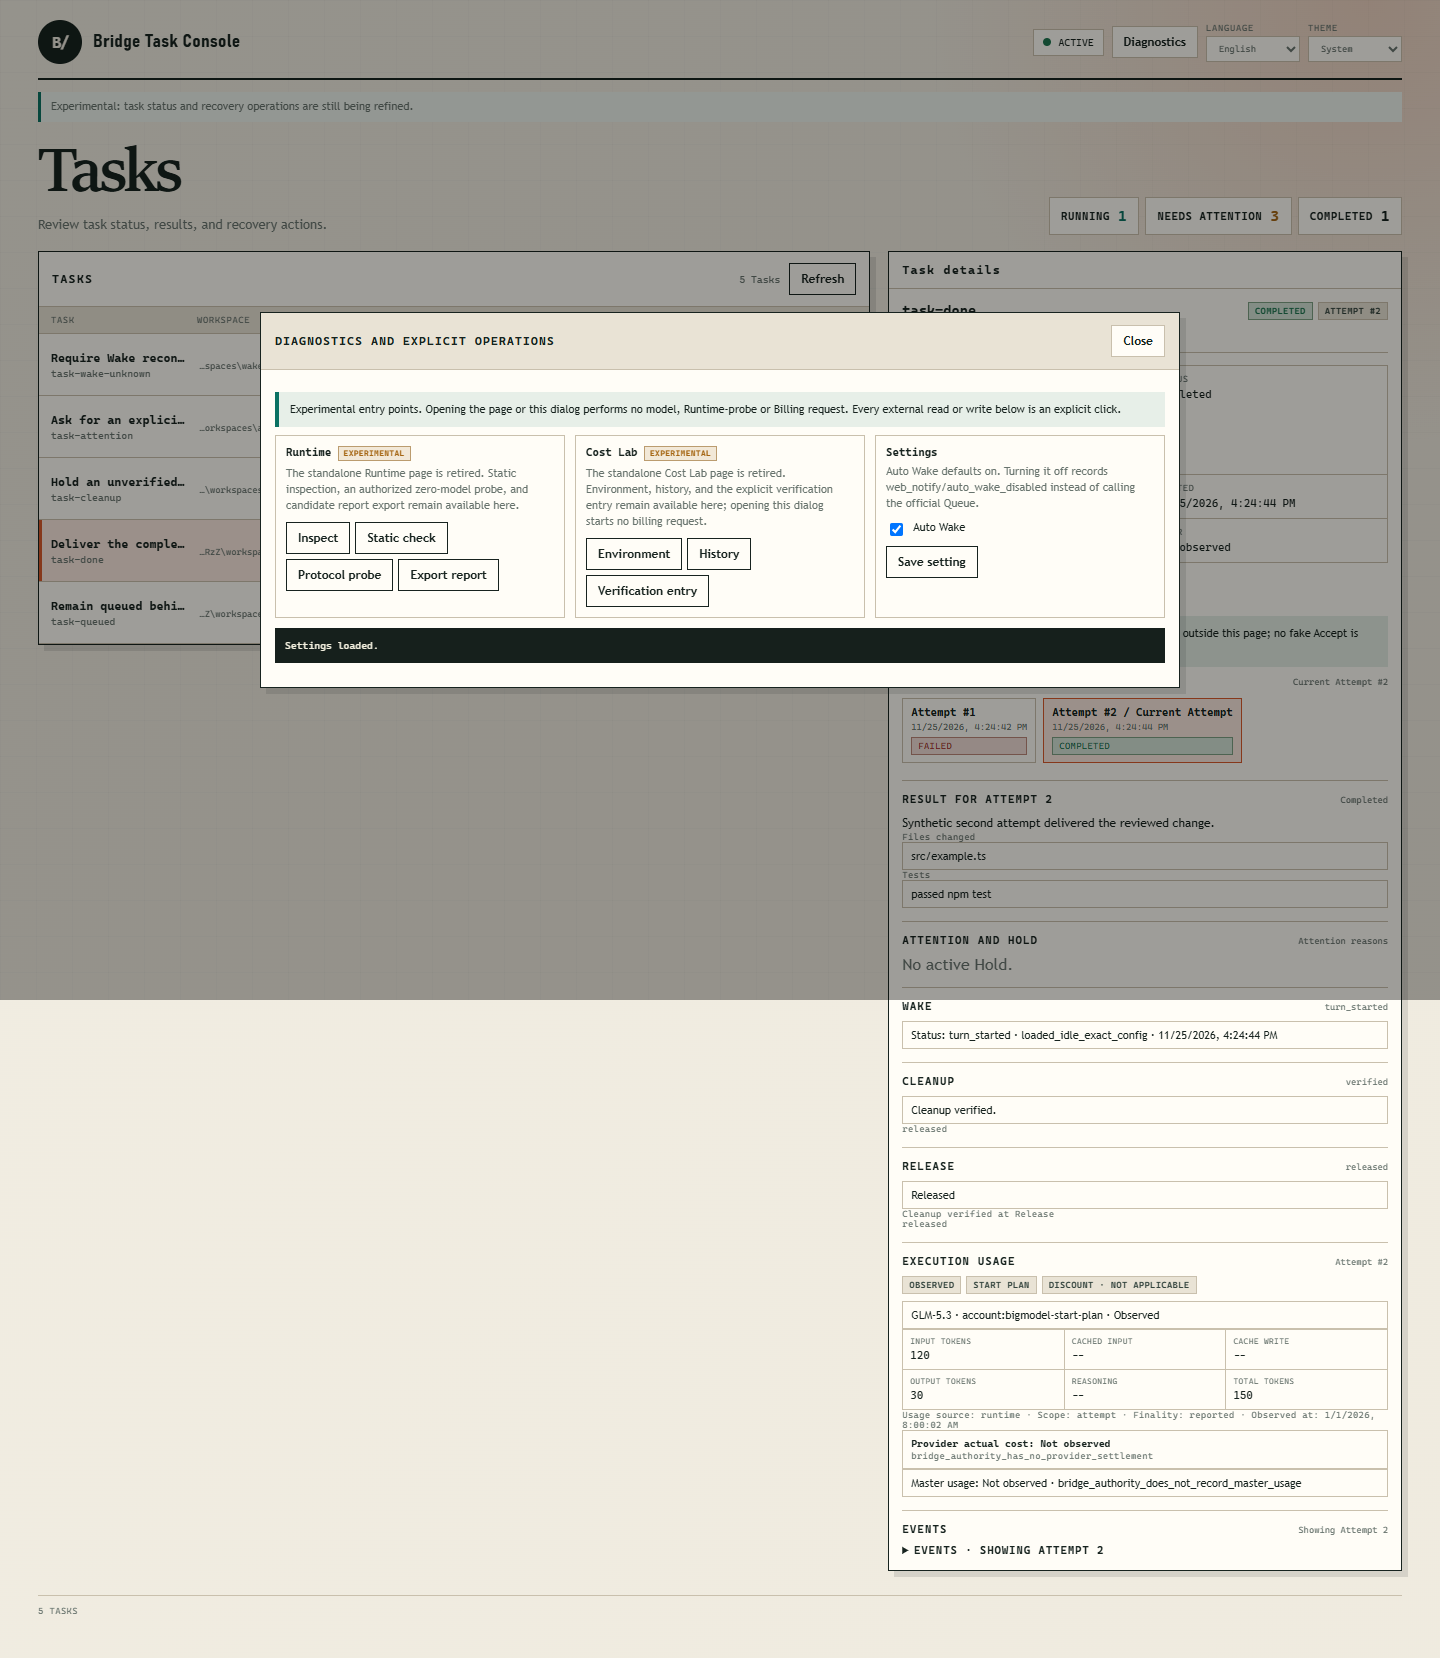 B/
Bridge Task Console
ACTIVE
Diagnostics
LANGUAGE
English
THEME
System
Experimental: task status and recovery operations are still being refined.
Tasks
Review task status, results, and recovery actions.
RUNNING 1
NEEDS ATTENTION 3
COMPLETED 1
TASKS
5 Tasks
Refresh
TASK
WORKSPACE
Require Wake recon…
task-wake-unknown
Ask for an explici…
task-attention
…orkspaces\a
Hold an unverified…
task-cleanup
…\workspaces
Deliver the comple…
task-done
…RzZ\workspa
Remain queued behi…
task-queued
…Z\workspace
DIAGNOSTICS AND EXPLICIT OPERATIONS
Close
Experimental entry points. Opening the page or this dialog performs no model, Runtime-probe or Billing request. Every external read or write below is an explicit click.
Runtime EXPERIMENTAL
The standalone Runtime page is retired. Static
inspection, an authorized zero-model probe, and
candidate report export remain available here.
Inspect
Static check
Protocol probe
Export report
Cost Lab EXPERIMENTAL
The standalone Cost Lab page is retired.
Environment, history, and the explicit verification
entry remain available here; opening this dialog
starts no billing request.
Environment
History
Verification entry
Settings
Auto Wake defaults on. Turning it off records
web_notify/auto_wake_disabled instead of calling
the official Queue.
Auto Wake
Save setting
Settings loaded.
Task details
task-done
COMPLETED
ATTEMPT #2
5/2026, 4:24:44 PM
observed
outside this page; no fake Accept is
Current Attempt #2
Attempt #1
11/25/2026, 4:24:42 PM
FAILED
Attempt #2 / Current Attempt
11/25/2026, 4:24:44 PM
COMPLETED
RESULT FOR ATTEMPT 2
Completed
Synthetic second attempt delivered the reviewed change.
Files changed
src/example.ts
Tests
passed npm test
ATTENTION AND HOLD
Attention reasons
No active Hold.
WAKE
turn_started
Status: turn_started · loaded_idle_exact_config · 11/25/2026, 4:24:44 PM
CLEANUP
verified
Cleanup verified.
released
RELEASE
released
Released
Cleanup verified at Release
released
EXECUTION USAGE
Attempt #2
OBSERVED
START PLAN
DISCOUNT · NOT APPLICABLE
GLM-5.3 · account:bigmodel-start-plan · Observed
INPUT TOKENS
120
CACHED INPUT
--
CACHE WRITE
--
OUTPUT TOKENS
30
REASONING
--
TOTAL TOKENS
150
Usage source: runtime · Scope: attempt · Finality: reported · Observed at: 1/1/2026,
8:00:02 AM
Provider actual cost: Not observed
bridge_authority_has_no_provider_settlement
Master usage: Not observed · bridge_authority_does_not_record_master_usage
EVENTS
Showing Attempt 2
▶ EVENTS · SHOWING ATTEMPT 2
5 TASKS